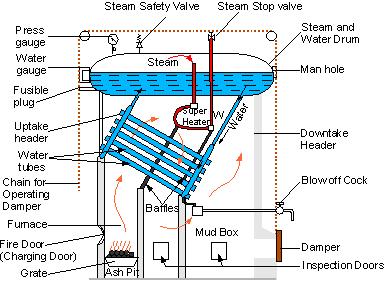 Steam Safety Valve
Steam Stop valve
Press
gauge
Steam and
Water Drum
Water
gauge
Steam
Man hole
Fusible
plug
Super
Heater
W
Water
Uptake
header
Downtake
Header
Water
tubes
Chain for
Operating
Damper
Baffles
Blowoff Cock
Furnace
Mud Box
Fire Door
(Charging Door)
Damper
Grate
Ash Pit
Inspection Doors